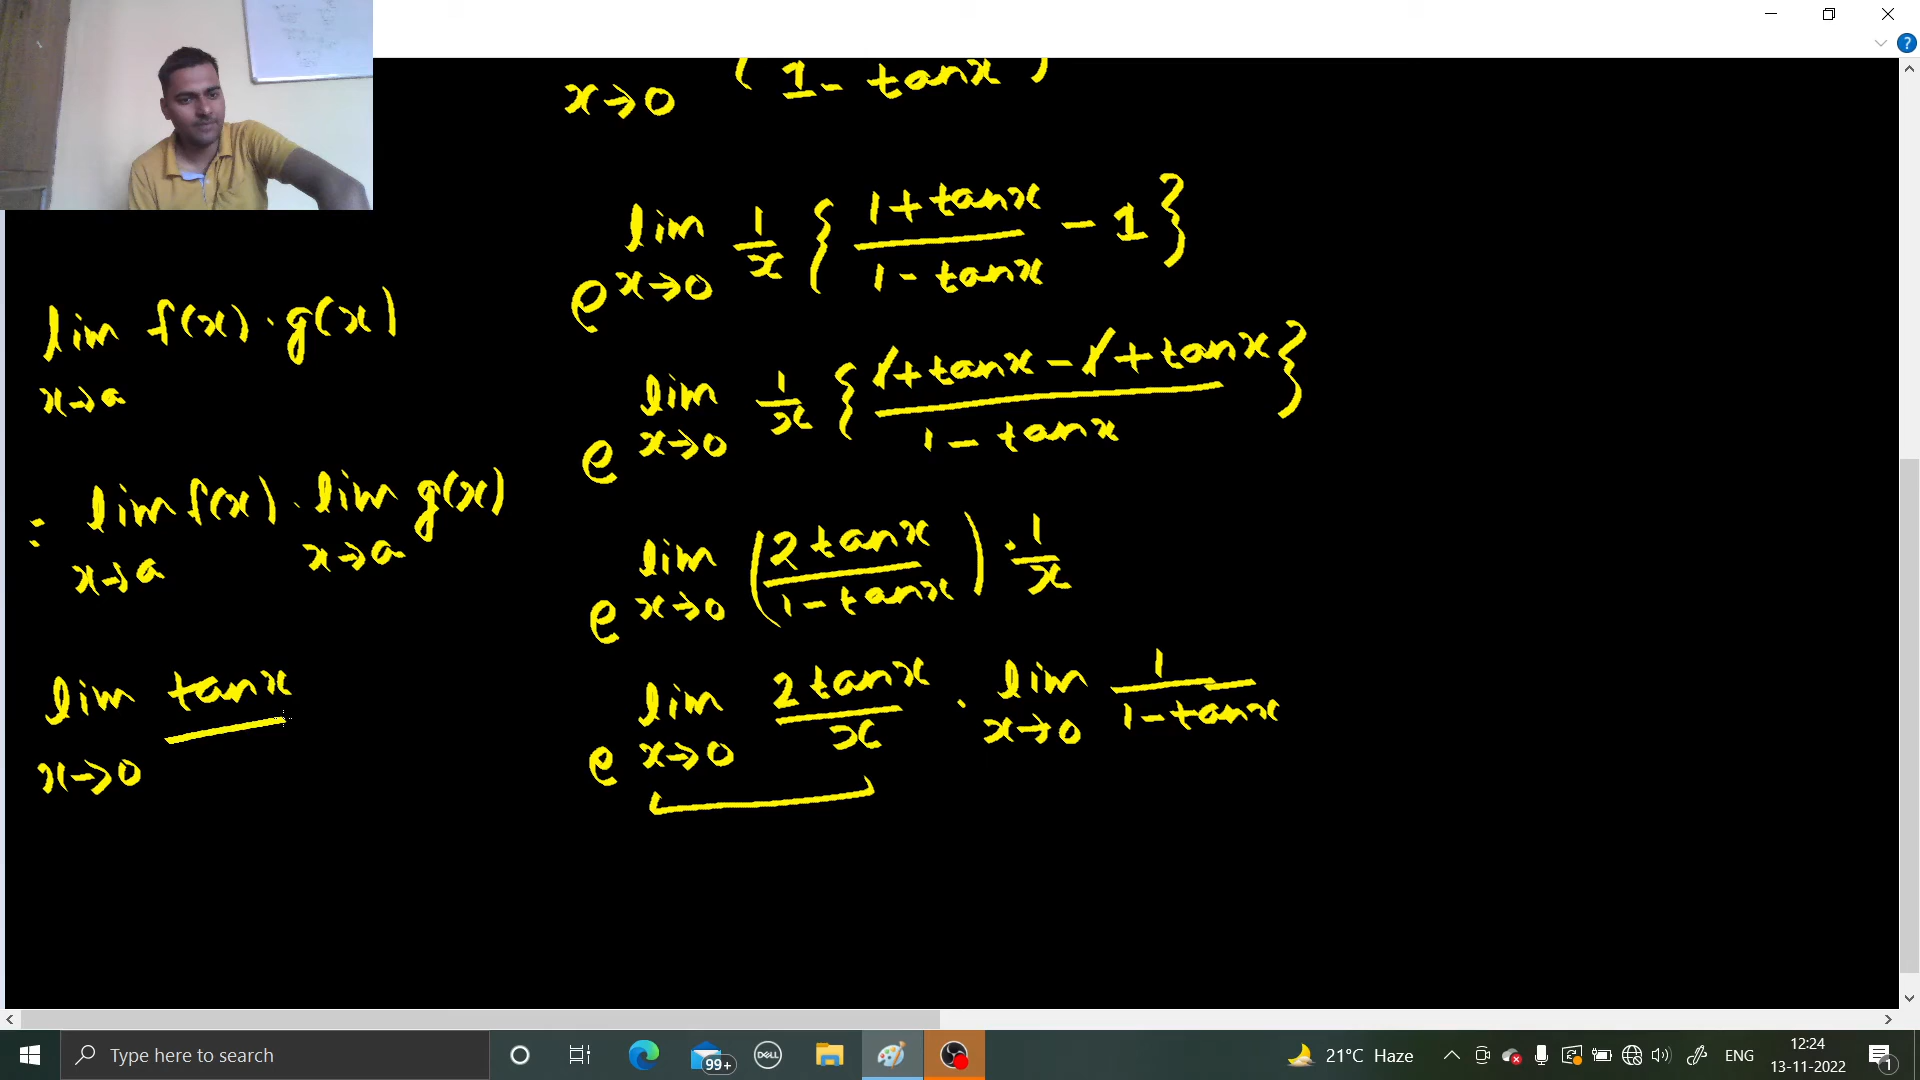 x→0 (1 - tanx)
e^{lim x→0 1/x {(1+tanx)/(1-tanx) - 1}}
e^{lim x→0 1/x {(1+tanx-1+tanx)/(1-tanx)}}
e^{lim x→0 (2tanx/(1-tanx)) · 1/x}
e^{lim x→0 2tanx/x · lim x→0 1/(1-tanx)}
lim f(x)·g(x)
x→a
= lim f(x) · lim g(x)
x→a x→a
lim tanx
x→0
Type here to search
99+
DELL
21°C Haze
ENG
12:24
13-11-2022
1
?